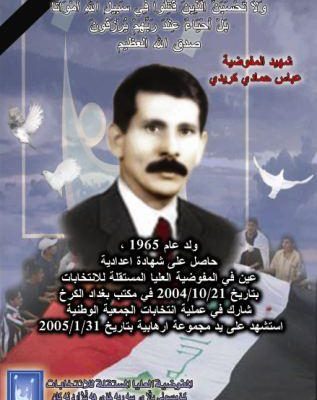 ولا تحسبن الذين قتلوا في سبيل الله امواتا
بل احياء عند ربهم يرزقون
صدق الله العظيم
شهيد المفوضية
عباس حمادي كريدي
ولد عام 1965 ،
حاصل على شهادة اعدادية
عين في المفوضية العليا المستقلة للانتخابات
بتاريخ 2004/10/21 في مكتب بغداد الكرخ
شارك في عملية انتخابات الجمعية الوطنية
استشهد على يد مجموعة ارهابية بتاريخ 2005/1/31
المفوضية العليا المستقلة للانتخابات